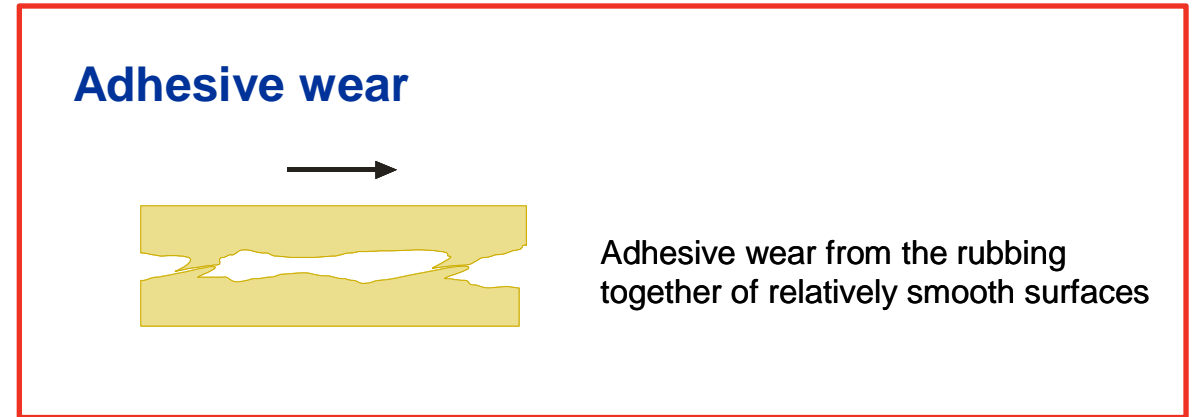 Adhesive wear
Adhesive wear from the rubbing
together of relatively smooth surfaces